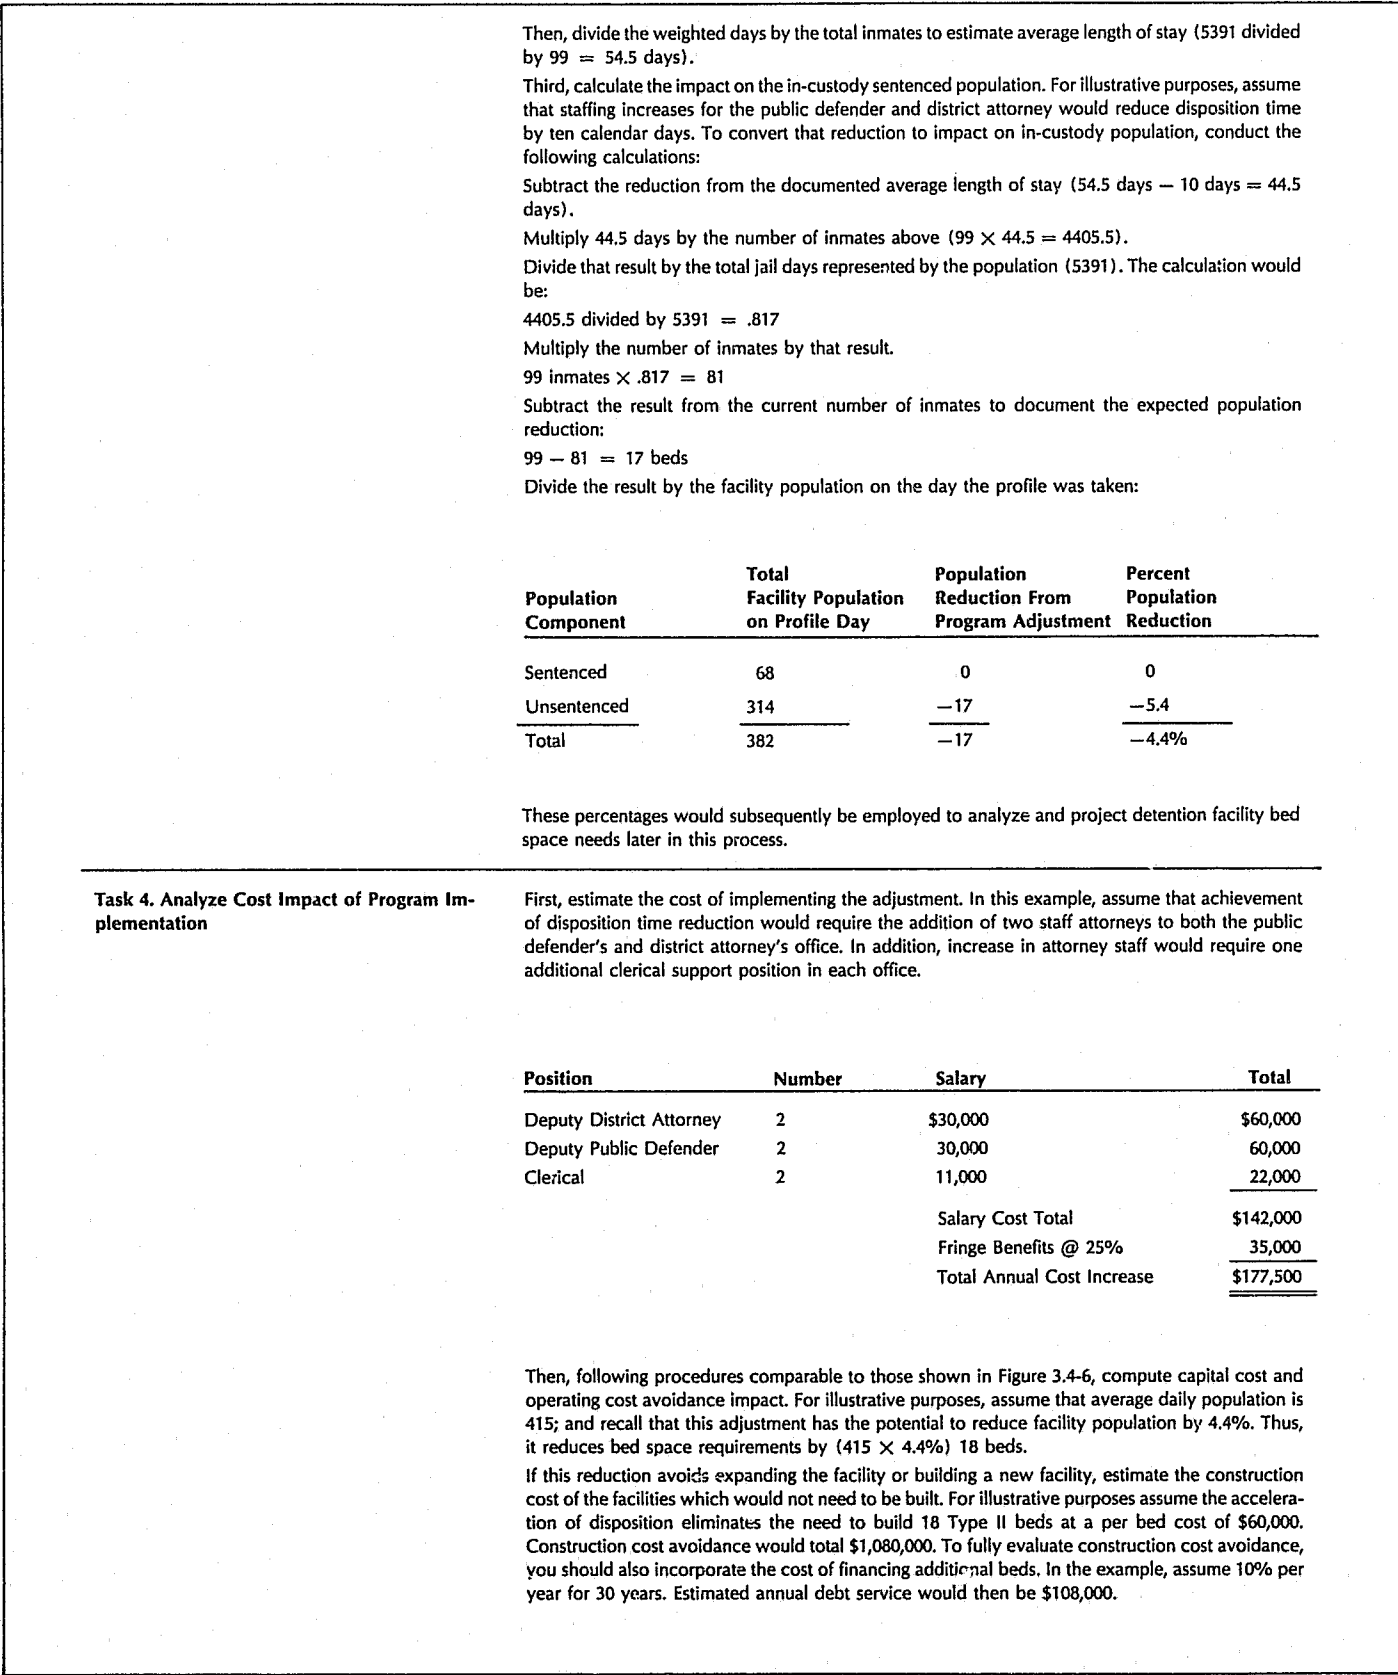 Then, divide the weighted days by the total inmates to estimate average length of stay (5391 divided
by 99 = 54.5 days).
Third, calculate the impact on the in-custody sentenced population. For illustrative purposes, assume
that staffing increases for the public defender and district attorney would reduce disposition time
by ten calendar days. To convert that reduction to impact on in-custody population, conduct the
following calculations:
Subtract the reduction from the documented average length of stay (54.5 days — 10 days = 44.5
days).
Multiply 44.5 days by the number of inmates above (99 × 44.5 = 4405.5).
Divide that result by the total jail days represented by the population (5391). The calculation would
be:
4405.5 divided by 5391 = .817
Multiply the number of inmates by that result.
99 inmates × .817 = 81
Subtract the result from the current number of inmates to document the expected population
reduction:
99 — 81 = 17 beds
Divide the result by the facility population on the day the profile was taken:
Total Population Percent
Population Facility Population Reduction From Population
Component on Profile Day Program Adjustment Reduction
Sentenced 68 0 0
Unsentenced 314 —17 —5.4
Total 382 —17 —4.4%
These percentages would subsequently be employed to analyze and project detention facility bed
space needs later in this process.
Task 4. Analyze Cost Impact of Program Im-
plementation
First, estimate the cost of implementing the adjustment. In this example, assume that achievement
of disposition time reduction would require the addition of two staff attorneys to both the public
defender's and district attorney's office. In addition, increase in attorney staff would require one
additional clerical support position in each office.
Position Number Salary Total
Deputy District Attorney 2 $30,000 $60,000
Deputy Public Defender 2 30,000 60,000
Clerical 2 11,000 22,000
Salary Cost Total $142,000
Fringe Benefits @ 25% 35,000
Total Annual Cost Increase $177,500
Then, following procedures comparable to those shown in Figure 3.4-6, compute capital cost and
operating cost avoidance impact. For illustrative purposes, assume that average daily population is
415; and recall that this adjustment has the potential to reduce facility population by 4.4%. Thus,
it reduces bed space requirements by (415 × 4.4%) 18 beds.
If this reduction avoids expanding the facility or building a new facility, estimate the construction
cost of the facilities which would not need to be built. For illustrative purposes assume the accelera-
tion of disposition eliminates the need to build 18 Type II beds at a per bed cost of $60,000.
Construction cost avoidance would total $1,080,000. To fully evaluate construction cost avoidance,
you should also incorporate the cost of financing additional beds. In the example, assume 10% per
year for 30 years. Estimated annual debt service would then be $108,000.